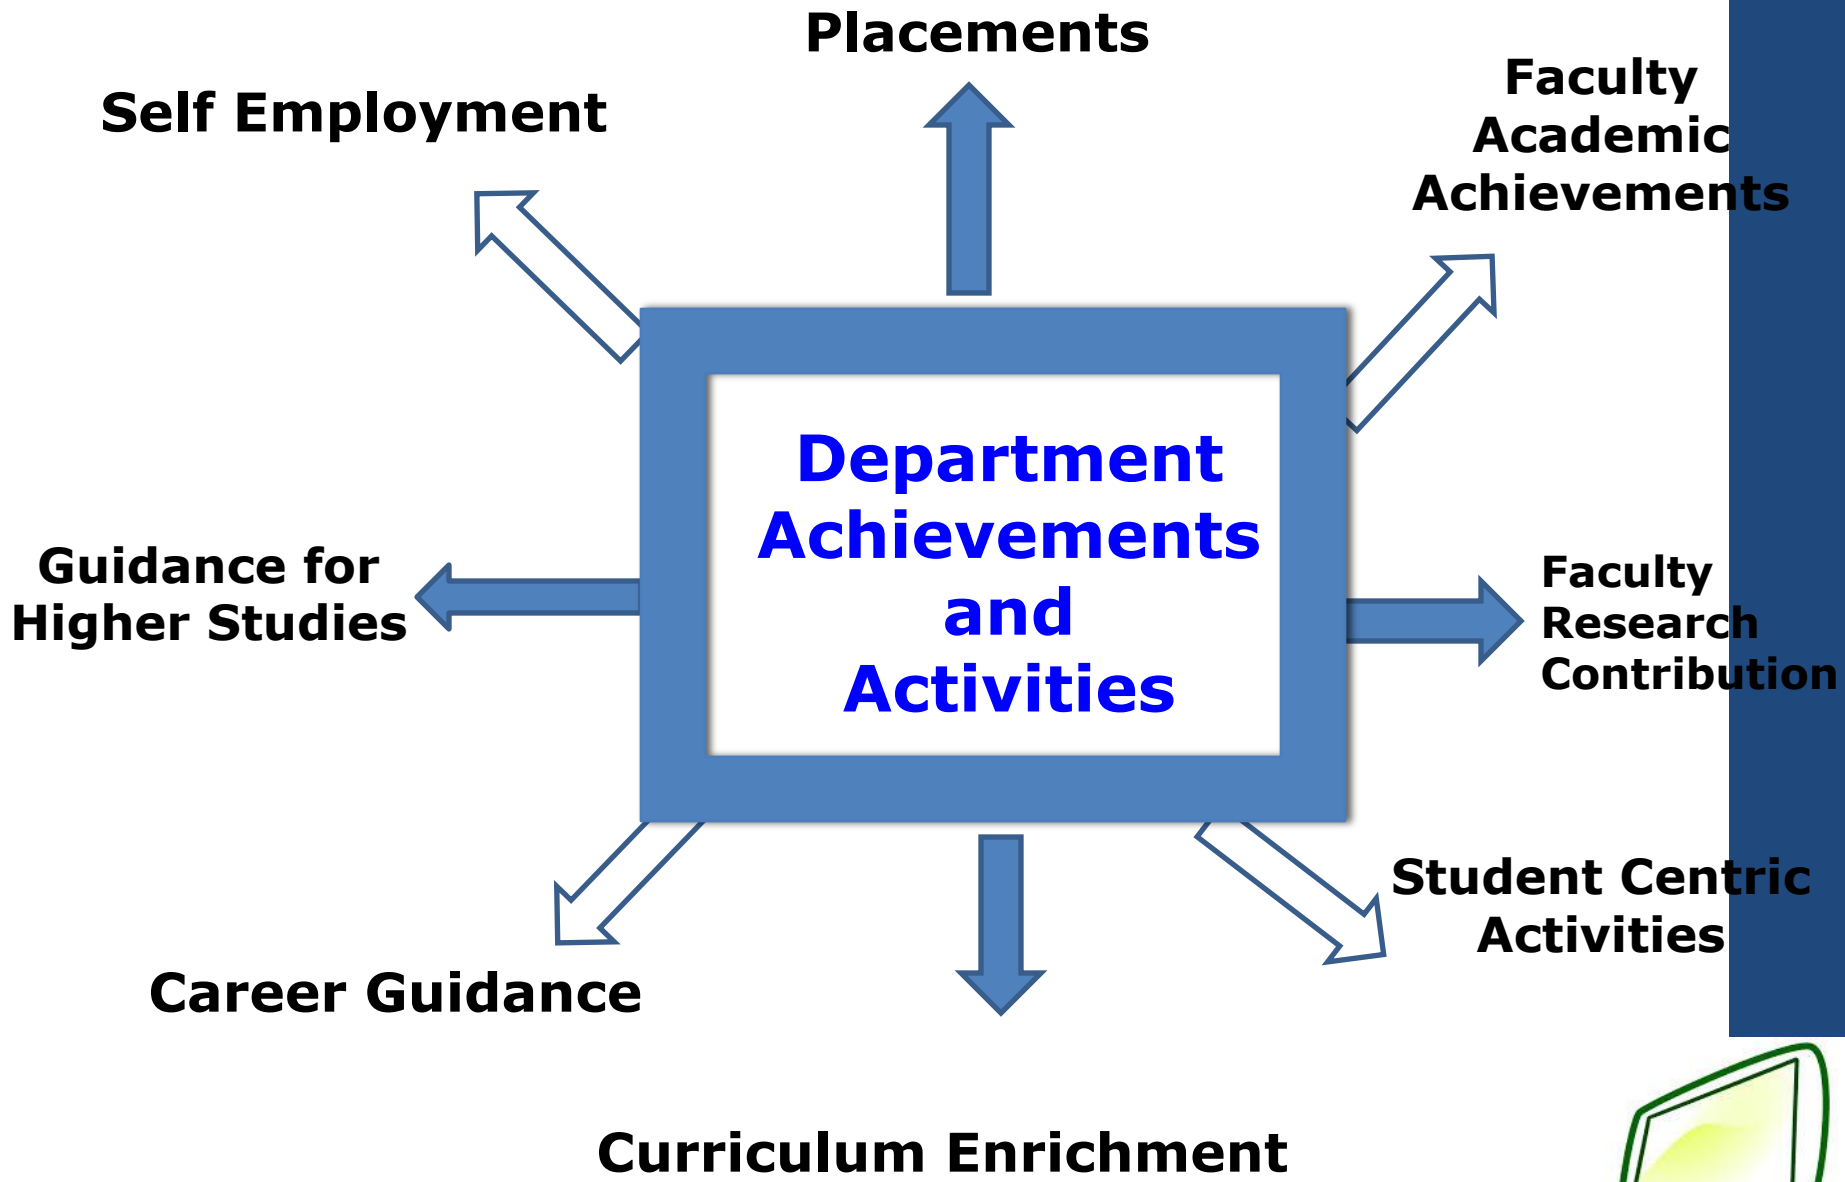 Placements
Self Employment
Faculty
Academic
Achievements
Department
Achievements
and
Activities
Guidance for
Higher Studies
Faculty
Research
Contribution
Student Centric
Activities
Career Guidance
Curriculum Enrichment